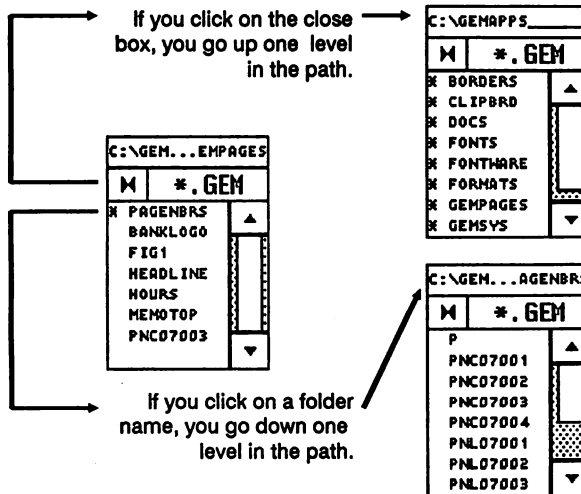 If you click on the close
box, you go up one level
in the path.
C:\GEMAPPS
*.GEM
* BORDERS
* CLIPBRD
* DOCS
* FONTS
* FONTWARE
* FORMATS
* GEMPAGES
* GEMSYS
C:\GEM...EMPAGES
*.GEM
* PAGENBRS
BANKLOGO
FIG1
HEADLINE
HOURS
MEMOTOP
PNC07003
If you click on a folder
name, you go down one
level in the path.
C:\GEM...AGENBRS
*.GEM
P
PNC07001
PNC07002
PNC07003
PNC07004
PNL07001
PNL07002
PNL07003